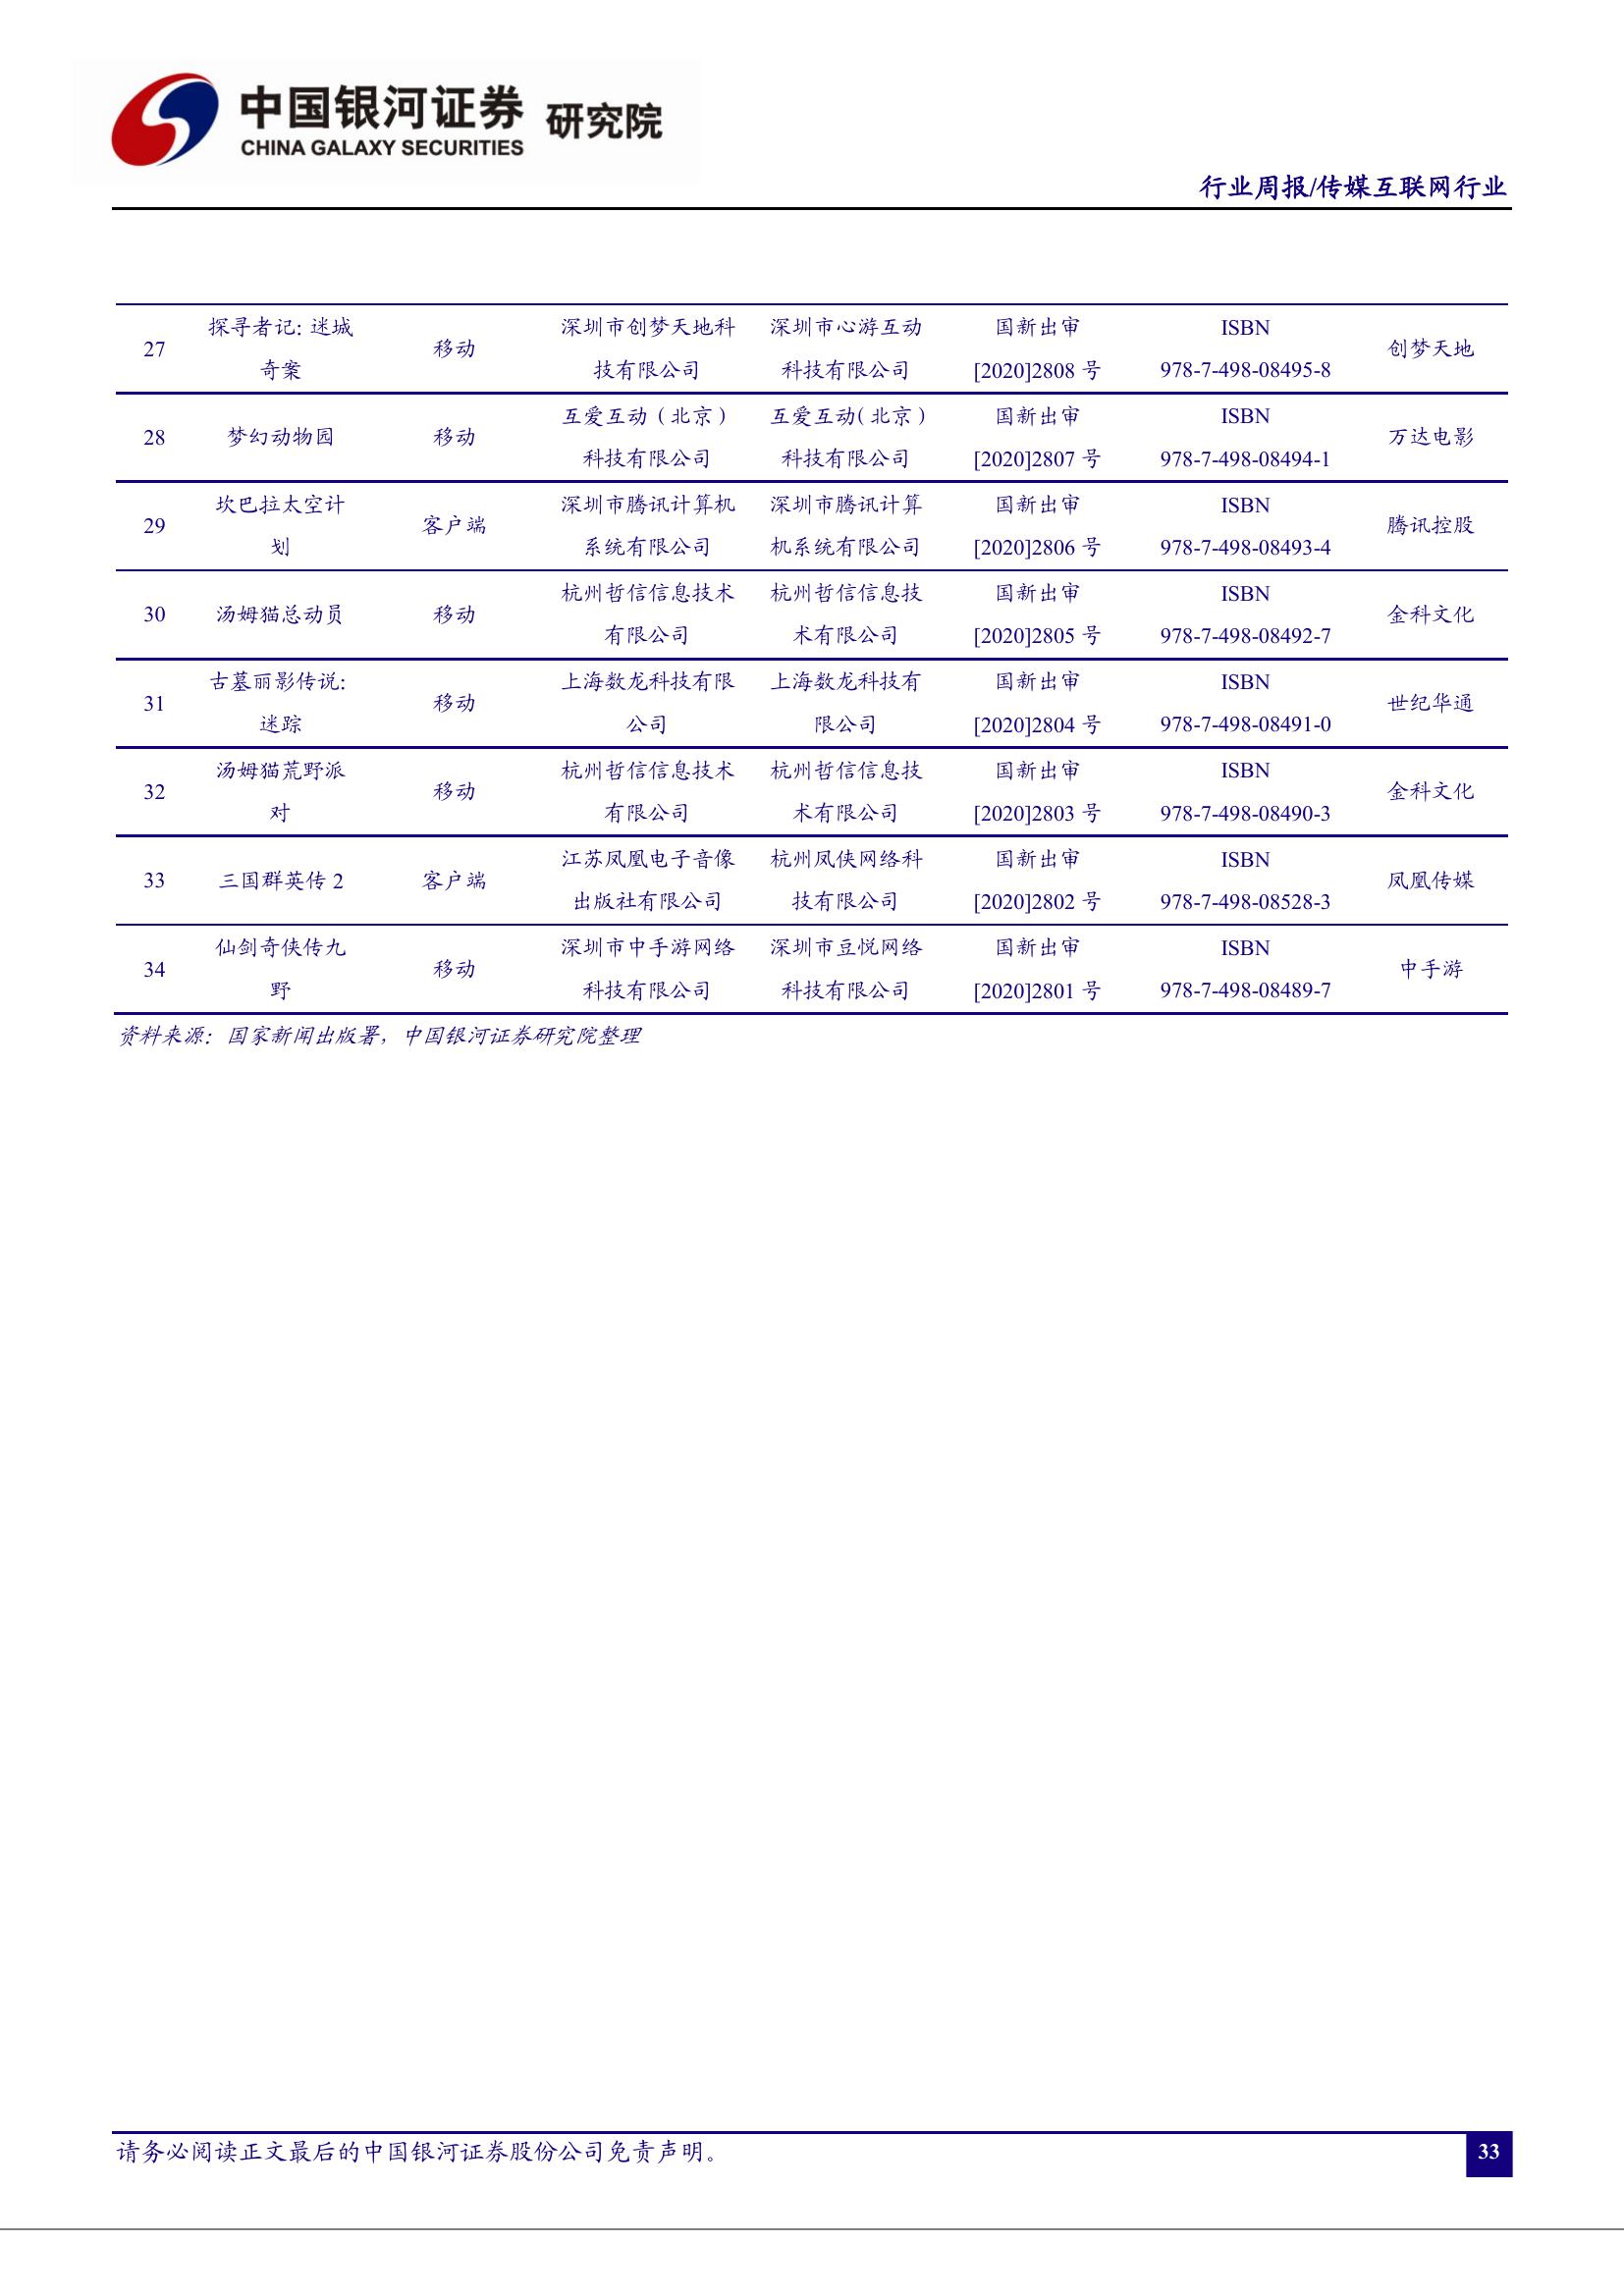 中国银河证券 研究院
CHINA GALAXY SECURITIES
行业周报/传媒互联网行业
27 探寻者记: 迷城奇案 移动 深圳市创梦天地科技有限公司 深圳市心游互动科技有限公司 国新出审[2020]2808 号 ISBN 978-7-498-08495-8 创梦天地
28 梦幻动物园 移动 互爱互动（北京）科技有限公司 互爱互动(北京）科技有限公司 国新出审[2020]2807 号 ISBN 978-7-498-08494-1 万达电影
29 坎巴拉太空计划 客户端 深圳市腾讯计算机系统有限公司 深圳市腾讯计算机系统有限公司 国新出审[2020]2806 号 ISBN 978-7-498-08493-4 腾讯控股
30 汤姆猫总动员 移动 杭州哲信信息技术有限公司 杭州哲信信息技术有限公司 国新出审[2020]2805 号 ISBN 978-7-498-08492-7 金科文化
31 古墓丽影传说: 迷踪 移动 上海数龙科技有限公司 上海数龙科技有限公司 国新出审[2020]2804 号 ISBN 978-7-498-08491-0 世纪华通
32 汤姆猫荒野派对 移动 杭州哲信信息技术有限公司 杭州哲信信息技术有限公司 国新出审[2020]2803 号 ISBN 978-7-498-08490-3 金科文化
33 三国群英传 2 客户端 江苏凤凰电子音像出版社有限公司 杭州凤侠网络科技有限公司 国新出审[2020]2802 号 ISBN 978-7-498-08528-3 凤凰传媒
34 仙剑奇侠传九野 移动 深圳市中手游网络科技有限公司 深圳市豆悦网络科技有限公司 国新出审[2020]2801 号 ISBN 978-7-498-08489-7 中手游
资料来源：国家新闻出版署，中国银河证券研究院整理
请务必阅读正文最后的中国银河证券股份公司免责声明。
33